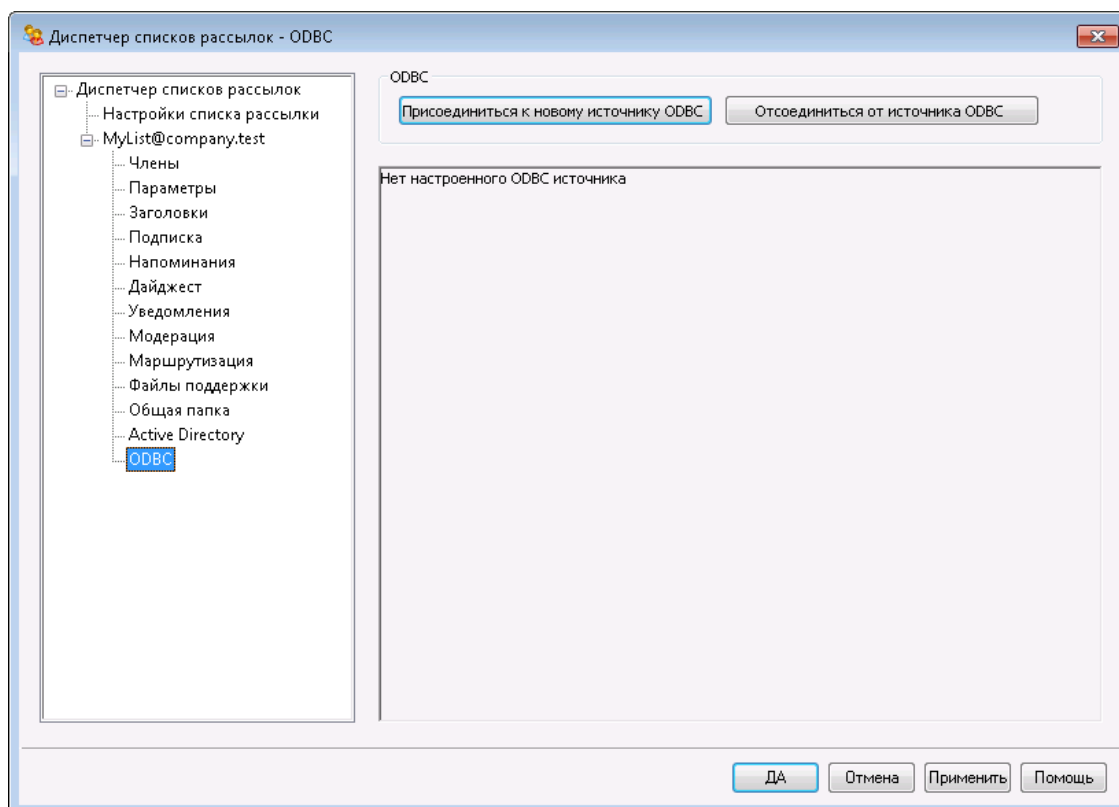 Диспетчер списков рассылок - ODBC
Диспетчер списков рассылок
Настройки списка рассылки
MyList@company.test
Члены
Параметры
Заголовки
Подписка
Напоминания
Дайджест
Уведомления
Модерация
Маршрутизация
Файлы поддержки
Общая папка
Active Directory
ODBC
ODBC
Присоединиться к новому источнику ODBC
Отсоединиться от источника ODBC
Нет настроенного ODBC источника
ДА
Отмена
Применить
Помощь